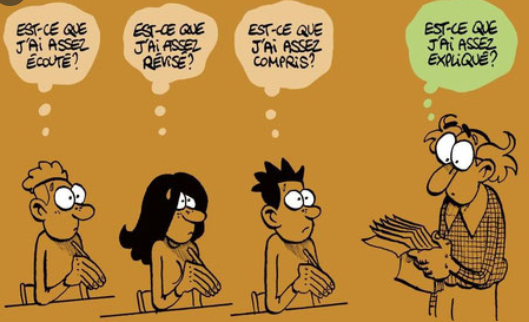 EST-CE QUE
J'AI ASSEZ
ÉCOUTÉ?
EST-CE QUE
J'AI ASSEZ
RÉVISÉ?
EST-CE QUE
J'AI ASSEZ
COMPRIS?
EST-CE QUE
J'AI ASSEZ
EXPLIQUÉ?